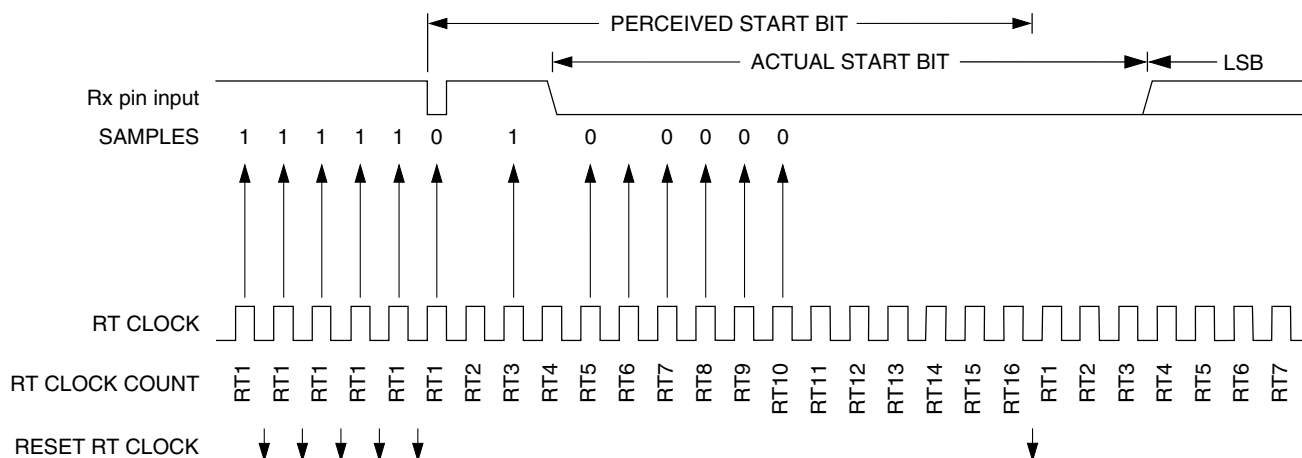 PERCEIVED START BIT
ACTUAL START BIT LSB
Rx pin input
SAMPLES 1 1 1 1 1 0 1 0 0 0 0 0
RT CLOCK
RT CLOCK COUNT RT1 RT1 RT1 RT1 RT1 RT1 RT2 RT3 RT4 RT5 RT6 RT7 RT8 RT9 RT10 RT11 RT12 RT13 RT14 RT15 RT16 RT1 RT2 RT3 RT4 RT5 RT6 RT7
RESET RT CLOCK